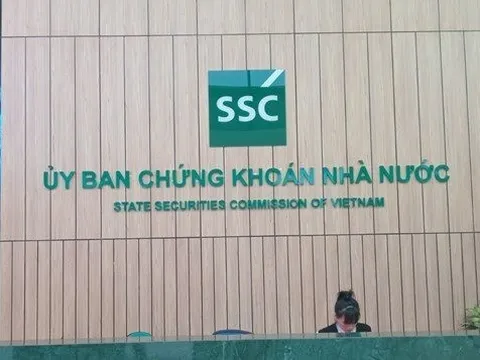 SSC
ỦY BAN CHỨNG KHOÁN NHÀ NƯỚC
STATE SECURITIES COMMISSION OF VIETNAM